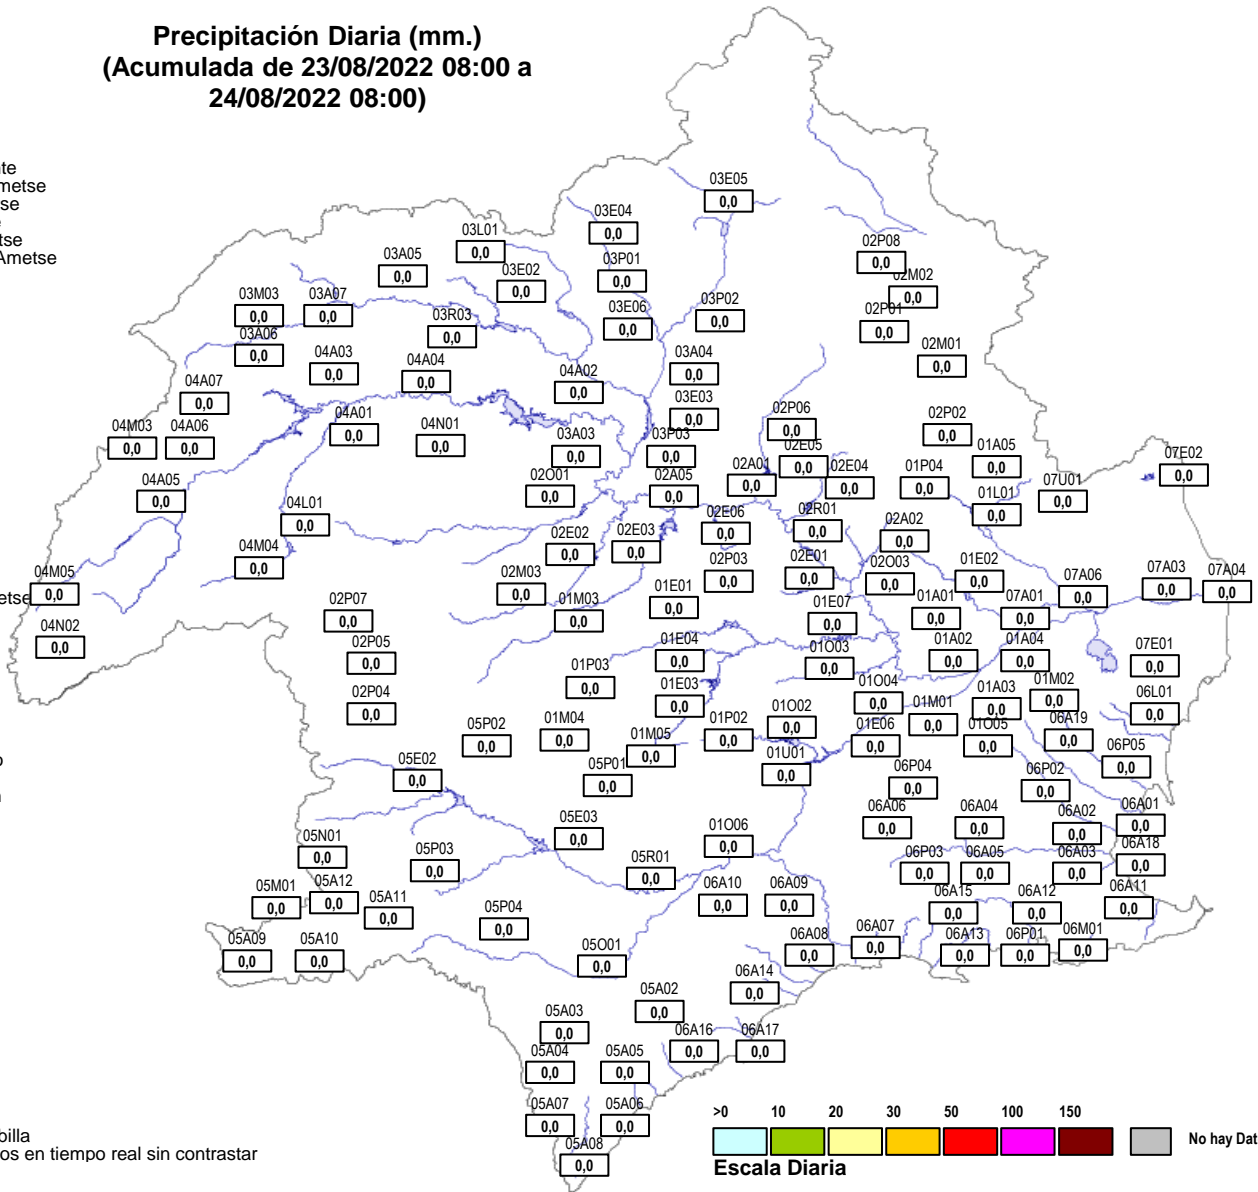 Precipitación Diaria (mm.)
(Acumulada de 23/08/2022 08:00 a
24/08/2022 08:00)
nte
metse
tse
e
tse
Ametse
03E05
0,0
03E04
0,0
03L01
0,0
03P01
0,0
03A05
0,0
03E02
0,0
02P08
0,0
02M02
0,0
03M03
0,0
03A07
0,0
03P02
0,0
03E06
0,0
02P01
0,0
03R03
0,0
03A06
0,0
02M01
0,0
04A03
0,0
04A04
0,0
03A04
0,0
04A02
0,0
04A07
0,0
03E03
0,0
02P06
0,0
04A01
0,0
02P02
0,0
04M03
0,0
04A06
0,0
04N01
0,0
03A03
0,0
03P03
0,0
02E05
0,0
01A05
0,0
07E02
0,0
02O01
0,0
02A05
0,0
02A01
0,0
02E04
0,0
01P04
0,0
07U01
0,0
04A05
0,0
01L01
0,0
04L01
0,0
02E06
0,0
02R01
0,0
02A02
0,0
02E02
0,0
02E03
0,0
04M04
0,0
02P03
0,0
02E01
0,0
02O03
0,0
01E02
0,0
07A03
0,0
07A04
0,0
04M05
0,0
etse
02M03
0,0
07A06
0,0
01E01
0,0
01M03
0,0
02P07
0,0
01E07
0,0
01A01
0,0
07A01
0,0
04N02
0,0
02P05
0,0
01E04
0,0
01O03
0,0
01A02
0,0
01A04
0,0
07E01
0,0
01P03
0,0
02P04
0,0
01E03
0,0
01O04
0,0
01A03
0,0
01M02
0,0
06L01
0,0
05P02
0,0
01M04
0,0
01M05
0,0
01P02
0,0
01O02
0,0
01E06
0,0
01M01
0,0
01O05
0,0
06A19
0,0
06P05
0,0
o
05E02
0,0
05P01
0,0
01U01
0,0
06P04
0,0
06P02
0,0
05E03
0,0
01O06
0,0
06A06
0,0
06A04
0,0
06A02
0,0
06A01
0,0
05N01
0,0
05P03
0,0
05R01
0,0
06P03
0,0
06A05
0,0
06A03
0,0
06A18
0,0
05M01
0,0
05A12
0,0
05A11
0,0
06A10
0,0
06A09
0,0
06A15
0,0
06A12
0,0
06A11
0,0
05P04
0,0
05A09
0,0
05A10
0,0
05O01
0,0
06A08
0,0
06A07
0,0
06A13
0,0
06P01
0,0
06M01
0,0
06A14
0,0
05A02
0,0
05A03
0,0
06A16
0,0
06A17
0,0
05A04
0,0
05A05
0,0
05A07
0,0
05A06
0,0
05A08
0,0
billa
os en tiempo real sin contrastar
>0 10 20 30 50 100 150
No hay Dat
Escala Diaria